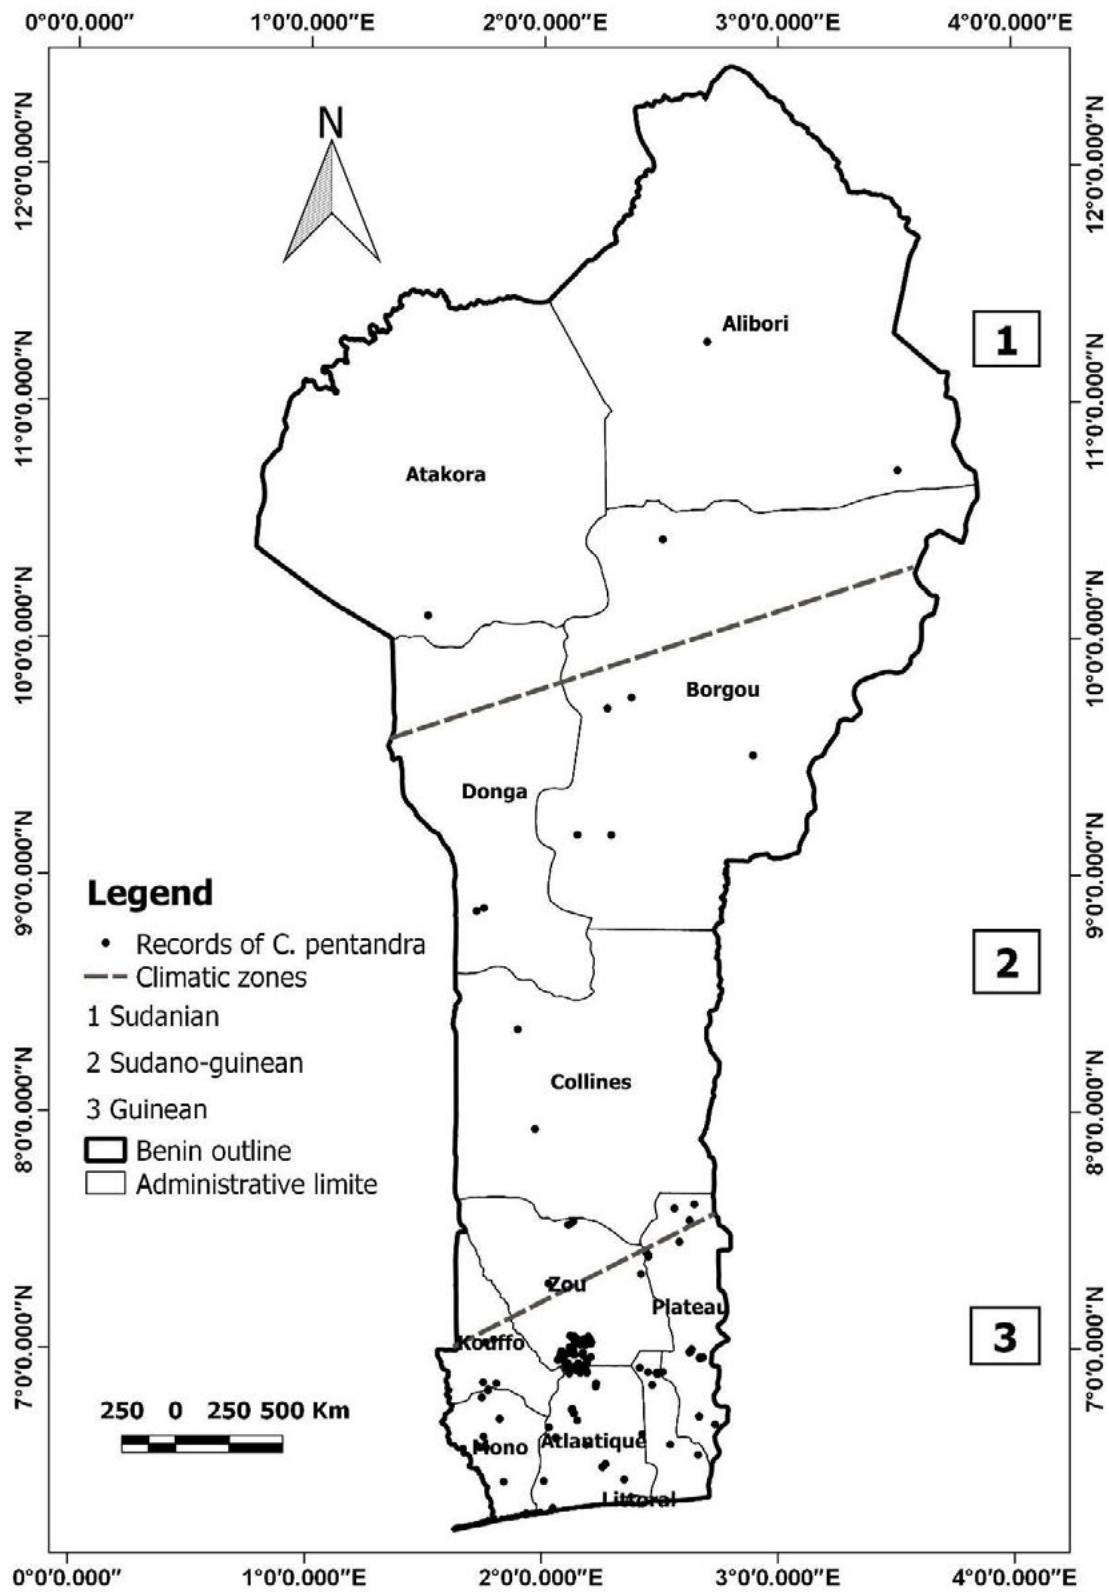 0°0'0.000"
1°0'0.000"E
2°0'0.000"E
3°0'0.000"E
4°0'0.000"E
N
12°0'0.000"N
12°0'0.000"N
Alibori
1
11°0'0.000"N
11°0'0.000"N
Atakora
10°0'0.000"N
10°0'0.000"N
Borgou
Donga
9°0'0.000"N
9°0'0.000"N
Legend
Records of C. pentandra
Climatic zones
1 Sudanian
2 Sudano-guinean
3 Guinean
Benin outline
Administrative limite
2
Collines
8°0'0.000"N
8°0'0.000"N
Zou
Plateau
3
Kouffo
7°0'0.000"N
7°0'0.000"N
250 0 250 500 Km
Mono
Atlantique
Littoral
0°0'0.000"
1°0'0.000"E
2°0'0.000"E
3°0'0.000"E
4°0'0.000"E